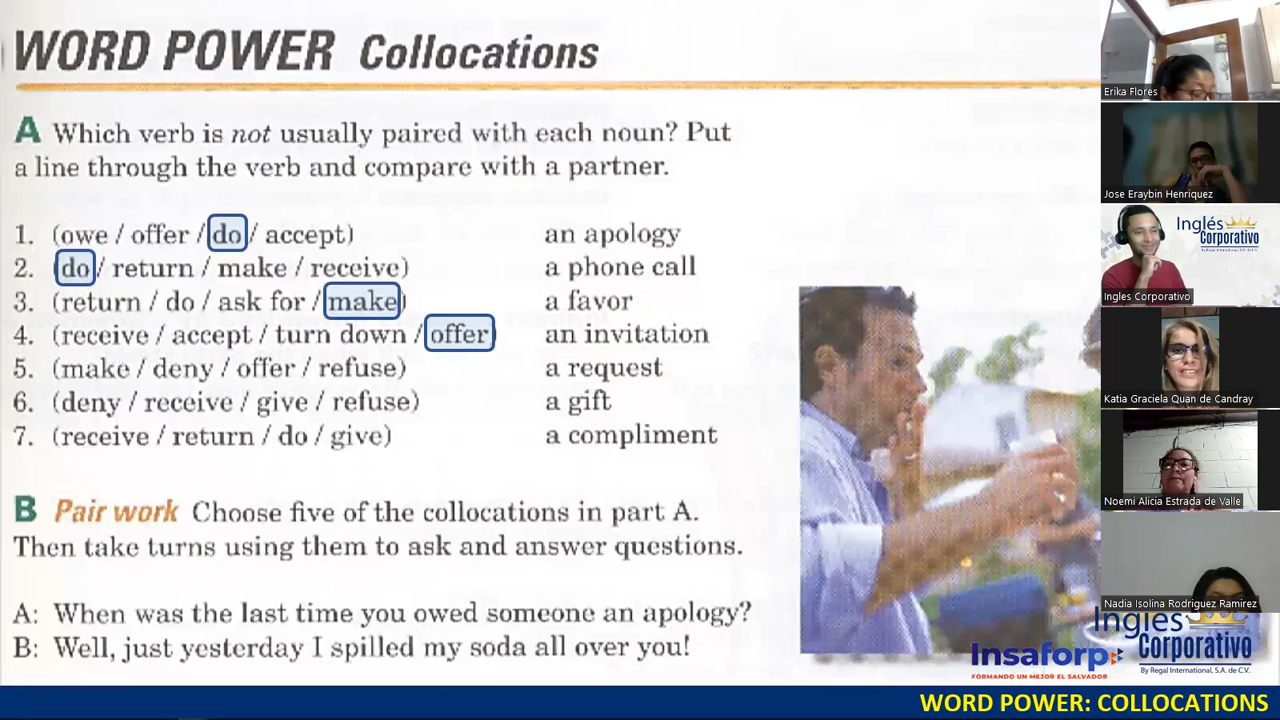 WORD POWER Collocations
A Which verb is not usually paired with each noun? Put
a line through the verb and compare with a partner.
1. (owe / offer / do / accept) an apology
2. (do / return / make / receive) a phone call
3. (return / do / ask for / make) a favor
4. (receive / accept / turn down / offer) an invitation
5. (make / deny / offer / refuse) a request
6. (deny / receive / give / refuse) a gift
7. (receive / return / do / give) a compliment
B Pair work Choose five of the collocations in part A.
Then take turns using them to ask and answer questions.
A: When was the last time you owed someone an apology?
B: Well, just yesterday I spilled my soda all over you!
Insaforp
FORMANDO UN MEJOR EL SALVADOR
Inglés
Corporativo
By Regal International, S.A. de C.V.
WORD POWER: COLLOCATIONS
Erika Flores
Jose Eraybin Henriquez
Inglés
Corporativo
By Regal International, S.A. de C.V.
Ingles Corporativo
Katia Graciela Quan de Candray
Noemi Alicia Estrada de Valle
Nadia Isolina Rodriguez Ramirez